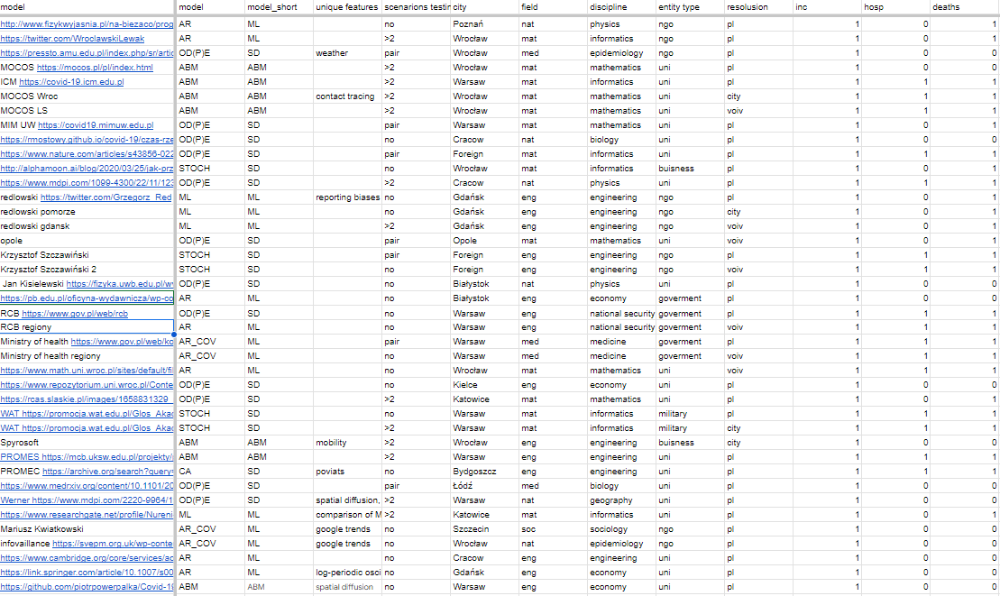 model model model_short unique features scenarions testin city field discipline entity type resolusion inc hosp deaths
http://www.fizykwyjasnia.pl/na-biezaco/prog AR ML Poznań nat physics ngo pl 1 0 1
https://twitter.com/WroclawskiLewak AR ML >2 Wrocław mat informatics ngo pl 1 0 1
https://pressto.amu.edu.pl/index.php/sr/artic OD(P)E SD weather pair Wrocław med epidemiology ngo pl 1 0 0
MOCOS https://mocos.pl/pl/index.html ABM ABM >2 Wrocław mat mathematics uni pl 1 0 0
ICM https://covid-19.icm.edu.pl ABM ABM >2 Warsaw mat informatics uni pl 1 1 1
MOCOS Wroc ABM ABM contact tracing >2 Wrocław mat mathematics uni city 1 1 1
MOCOS LS ABM ABM >2 Wrocław mat mathematics uni voiv 1 1 1
MIM UW https://covid19.mimuw.edu.pl OD(P)E SD pair Warsaw mat mathematics uni pl 1 0 1
https://rmostowy.github.io/covid-19/czas-rze OD(P)E SD no Cracow nat biology uni pl 1 0 0
https://www.nature.com/articles/s43856-022 OD(P)E SD pair Foreign mat informatics uni pl 1 1 1
http://alphamoon.ai/blog/2020/03/25/jak-prz STOCH SD no Wrocław mat informatics buisness pl 1 0 1
https://www.mdpi.com/1099-4300/22/11/123 OD(P)E SD >2 Cracow nat physics uni pl 1 1 1
redlowski https://twitter.com/Grzegorz_Red ML ML reporting biases no Gdańsk eng engineering ngo pl 1 0 1
redlowski pomorze ML ML no Gdańsk eng engineering ngo city 1 0 1
redlowski gdansk ML ML >2 Gdańsk eng engineering ngo voiv 1 0 1
opole OD(P)E SD pair Opole mat mathematics uni voiv 1 0 1
Krzysztof Szczawiński STOCH SD pair Foreign eng engineering ngo pl 1 1 1
Krzysztof Szczawiński 2 STOCH SD no Foreign eng engineering ngo voiv 1 1 1
Jan Kisielewski https://fizyka.uwb.edu.pl/w OD(P)E SD no Białystok nat physics uni pl 1 0 0
https://pb.edu.pl/oficyna-wydawnicza/wp-co AR ML no Białystok eng economy goverment pl 1 0 1
RCB https://www.gov.pl/web/rcb OD(P)E SD no Warsaw eng national security goverment pl 1 1 1
RCB regiony AR ML no Warsaw eng national security goverment voiv 1 1 1
Ministry of health https://www.gov.pl/web/ko AR_COV ML pair Warsaw med medicine goverment pl 1 1 1
Ministry of health regiony AR_COV ML no Warsaw med medicine goverment voiv 1 1 1
https://www.math.uni.wroc.pl/sites/default/fi AR ML no Wrocław mat mathematics uni voiv 1 1 1
https://www.repozytorium.uni.wroc.pl/Conte OD(P)E SD no Kielce eng economy uni pl 1 0 0
https://rcas.slaskie.pl/images/1658831329_ OD(P)E SD >2 Katowice mat mathematics uni pl 1 0 1
WAT https://promocja.wat.edu.pl/Glos_Akad STOCH SD no Warsaw mat informatics military pl 1 1 1
WAT https://promocja.wat.edu.pl/Glos_Akad STOCH SD >2 Warsaw mat informatics military city 1 1 1
Spyrosoft ABM ABM mobility >2 Wrocław eng engineering buisness city 1 0 0
PROMES https://mcb.uksw.edu.pl/projekty/ ABM ABM >2 Warsaw eng engineering uni pl 1 1 1
PROMEC https://archive.org/search?query= CA SD poviats no Bydgoszcz eng engineering uni pl 1 1 1
https://www.medrxiv.org/content/10.1101/20 OD(P)E SD pair Łódź med biology uni pl 1 0 0
Werner https://www.mdpi.com/2220-9964/1 OD(P)E SD spatial diffusion, >2 Warsaw nat geography uni pl 1 0 0
https://www.researchgate.net/profile/Nureni- ML ML comparison of M >2 Katowice mat informatics uni pl 1 0 1
Mariusz Kwiatkowski AR_COV ML google trends no Szczecin soc sociology ngo pl 1 0 0
infovaillance https://svepm.org.uk/wp-conte AR_COV ML google trends no Wrocław nat epidemiology ngo pl 1 0 0
https://www.cambridge.org/core/services/ao AR ML no Cracow eng engineering uni pl 1 0 0
https://link.springer.com/article/10.1007/s00 AR ML log-periodic osci no Gdańsk eng economy uni pl 1 0 0
https://github.com/piotrpowerpalka/Covid-19 ABM ABM spatial diffusion no Warsaw eng economy uni pl 1 0 0